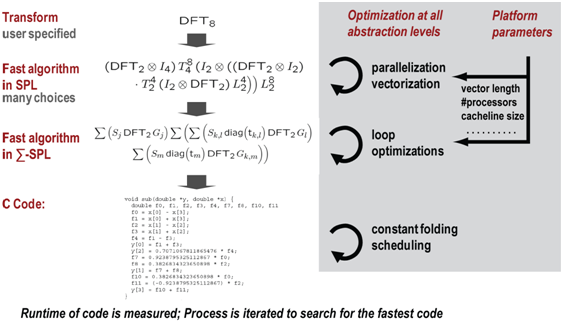 Transform
user specified
DFT₈
Optimization at all
abstraction levels
Platform
parameters
Fast algorithm
in SPL
many choices
(DFT₂ ⊗ I₄) T⁸₄ (I₂ ⊗ ((DFT₂ ⊗ I₂)
· T⁴₂ (I₂ ⊗ DFT₂) L⁴₂)) L⁸₂
parallelization
vectorization
vector length
#processors
cacheline size
..........
Fast algorithm
in ∑-SPL
∑ (Sⱼ DFT₂ Gⱼ) ∑ (∑ (Sₖ,ₗ diag(tₖ,ₗ) DFT₂ Gₗ)
∑ (Sₘ diag(tₘ) DFT₂ Gₖ,ₘ))
loop
optimizations
C Code:
void sub(double *y, double *x) {
double f0, f1, f2, f3, f4, f7, f8, f10, f11
f0 = x[0] - x[3];
f1 = x[0] + x[3];
f2 = x[1] - x[2];
f3 = x[1] + x[2];
f4 = f1 - f3;
y[0] = f1 + f3;
y[2] = 0.7071067811865476 * f4;
f7 = 0.9238795325112867 * f0;
f8 = 0.3826834323650898 * f2;
y[1] = f7 + f8;
f10 = 0.3826834323650898 * f0;
f11 = (-0.9238795325112867) * f2;
y[3] = f10 + f11;
}
constant folding
scheduling
Runtime of code is measured; Process is iterated to search for the fastest code